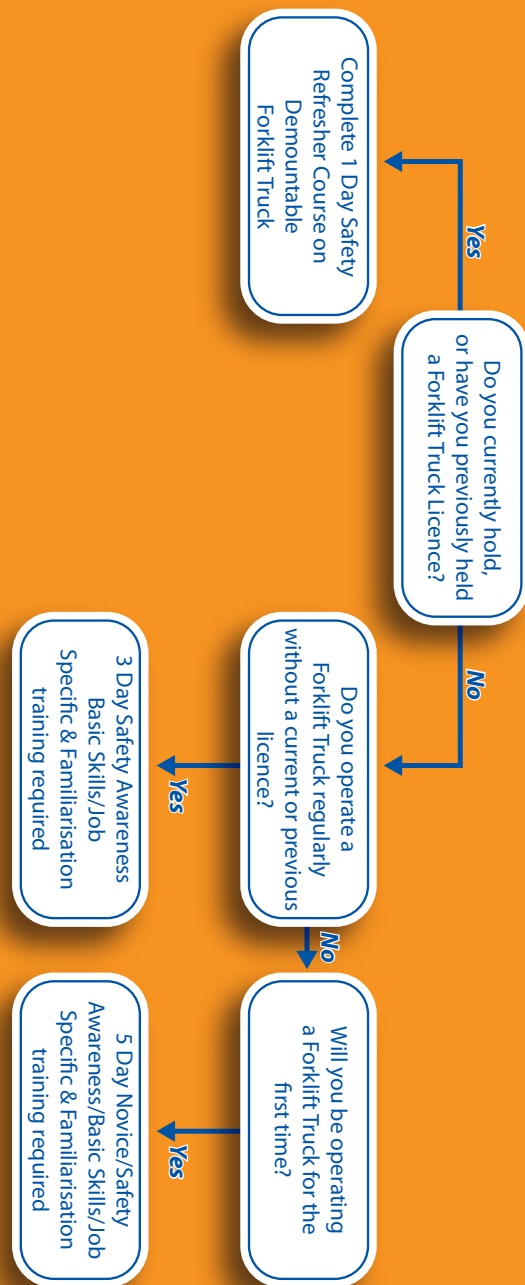 Do you currently hold,
or have you previously held
a Forklift Truck Licence?
Yes
No
Complete 1 Day Safety
Refresher Course on
Demountable
Forklift Truck
Do you operate a
Forklift Truck regularly
without a current or previous
licence?
No
Will you be operating
a Forklift Truck for the
first time?
Yes
Yes
3 Day Safety Awareness
Basic Skills/Job
Specific & Familiarisation
training required
5 Day Novice/Safety
Awareness/Basic Skills/Job
Specific & Familiarisation
training required